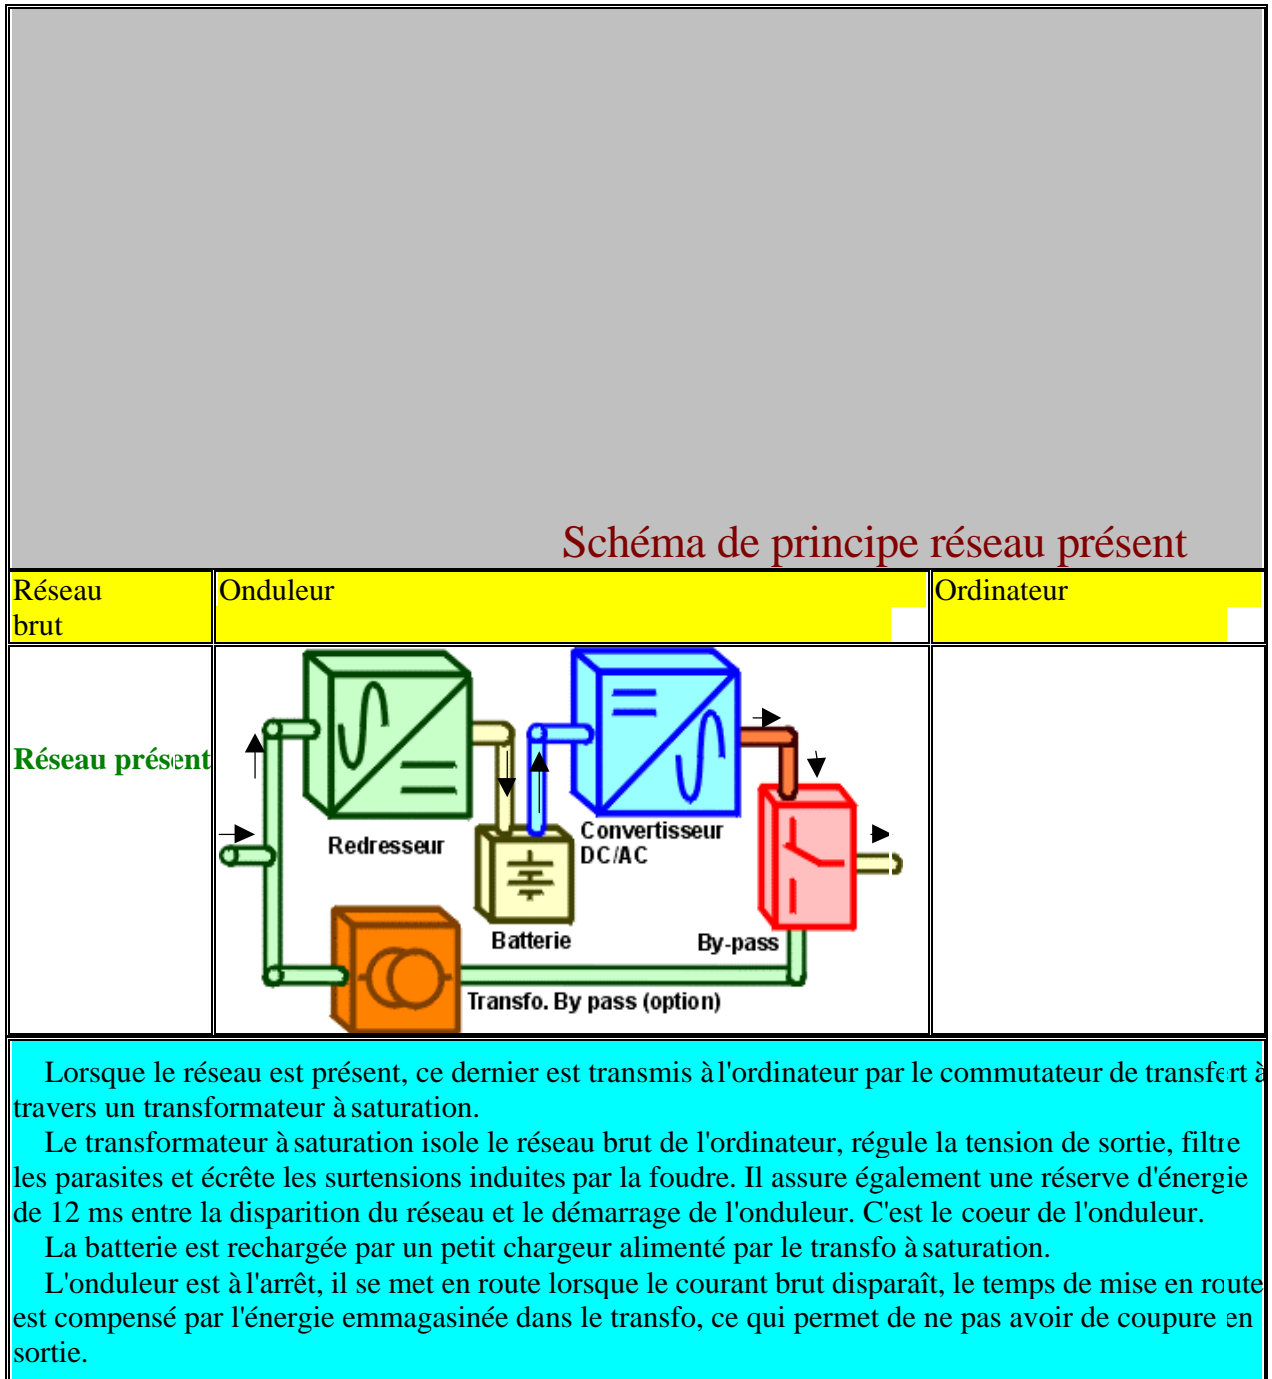 Schéma de principe réseau présent
Réseau
brut
Onduleur
Ordinateur
Réseau présent
Redresseur
Convertisseur
DC/AC
Batterie
By-pass
Transfo. By pass (option)
Lorsque le réseau est présent, ce dernier est transmis à l'ordinateur par le commutateur de transfert à
travers un transformateur à saturation.
Le transformateur à saturation isole le réseau brut de l'ordinateur, régule la tension de sortie, filtre
les parasites et écrête les surtensions induites par la foudre. Il assure également une réserve d'énergie
de 12 ms entre la disparition du réseau et le démarrage de l'onduleur. C'est le coeur de l'onduleur.
La batterie est rechargée par un petit chargeur alimenté par le transfo à saturation.
L'onduleur est à l'arrêt, il se met en route lorsque le courant brut disparaît, le temps de mise en route
est compensé par l'énergie emmagasinée dans le transfo, ce qui permet de ne pas avoir de coupure en
sortie.